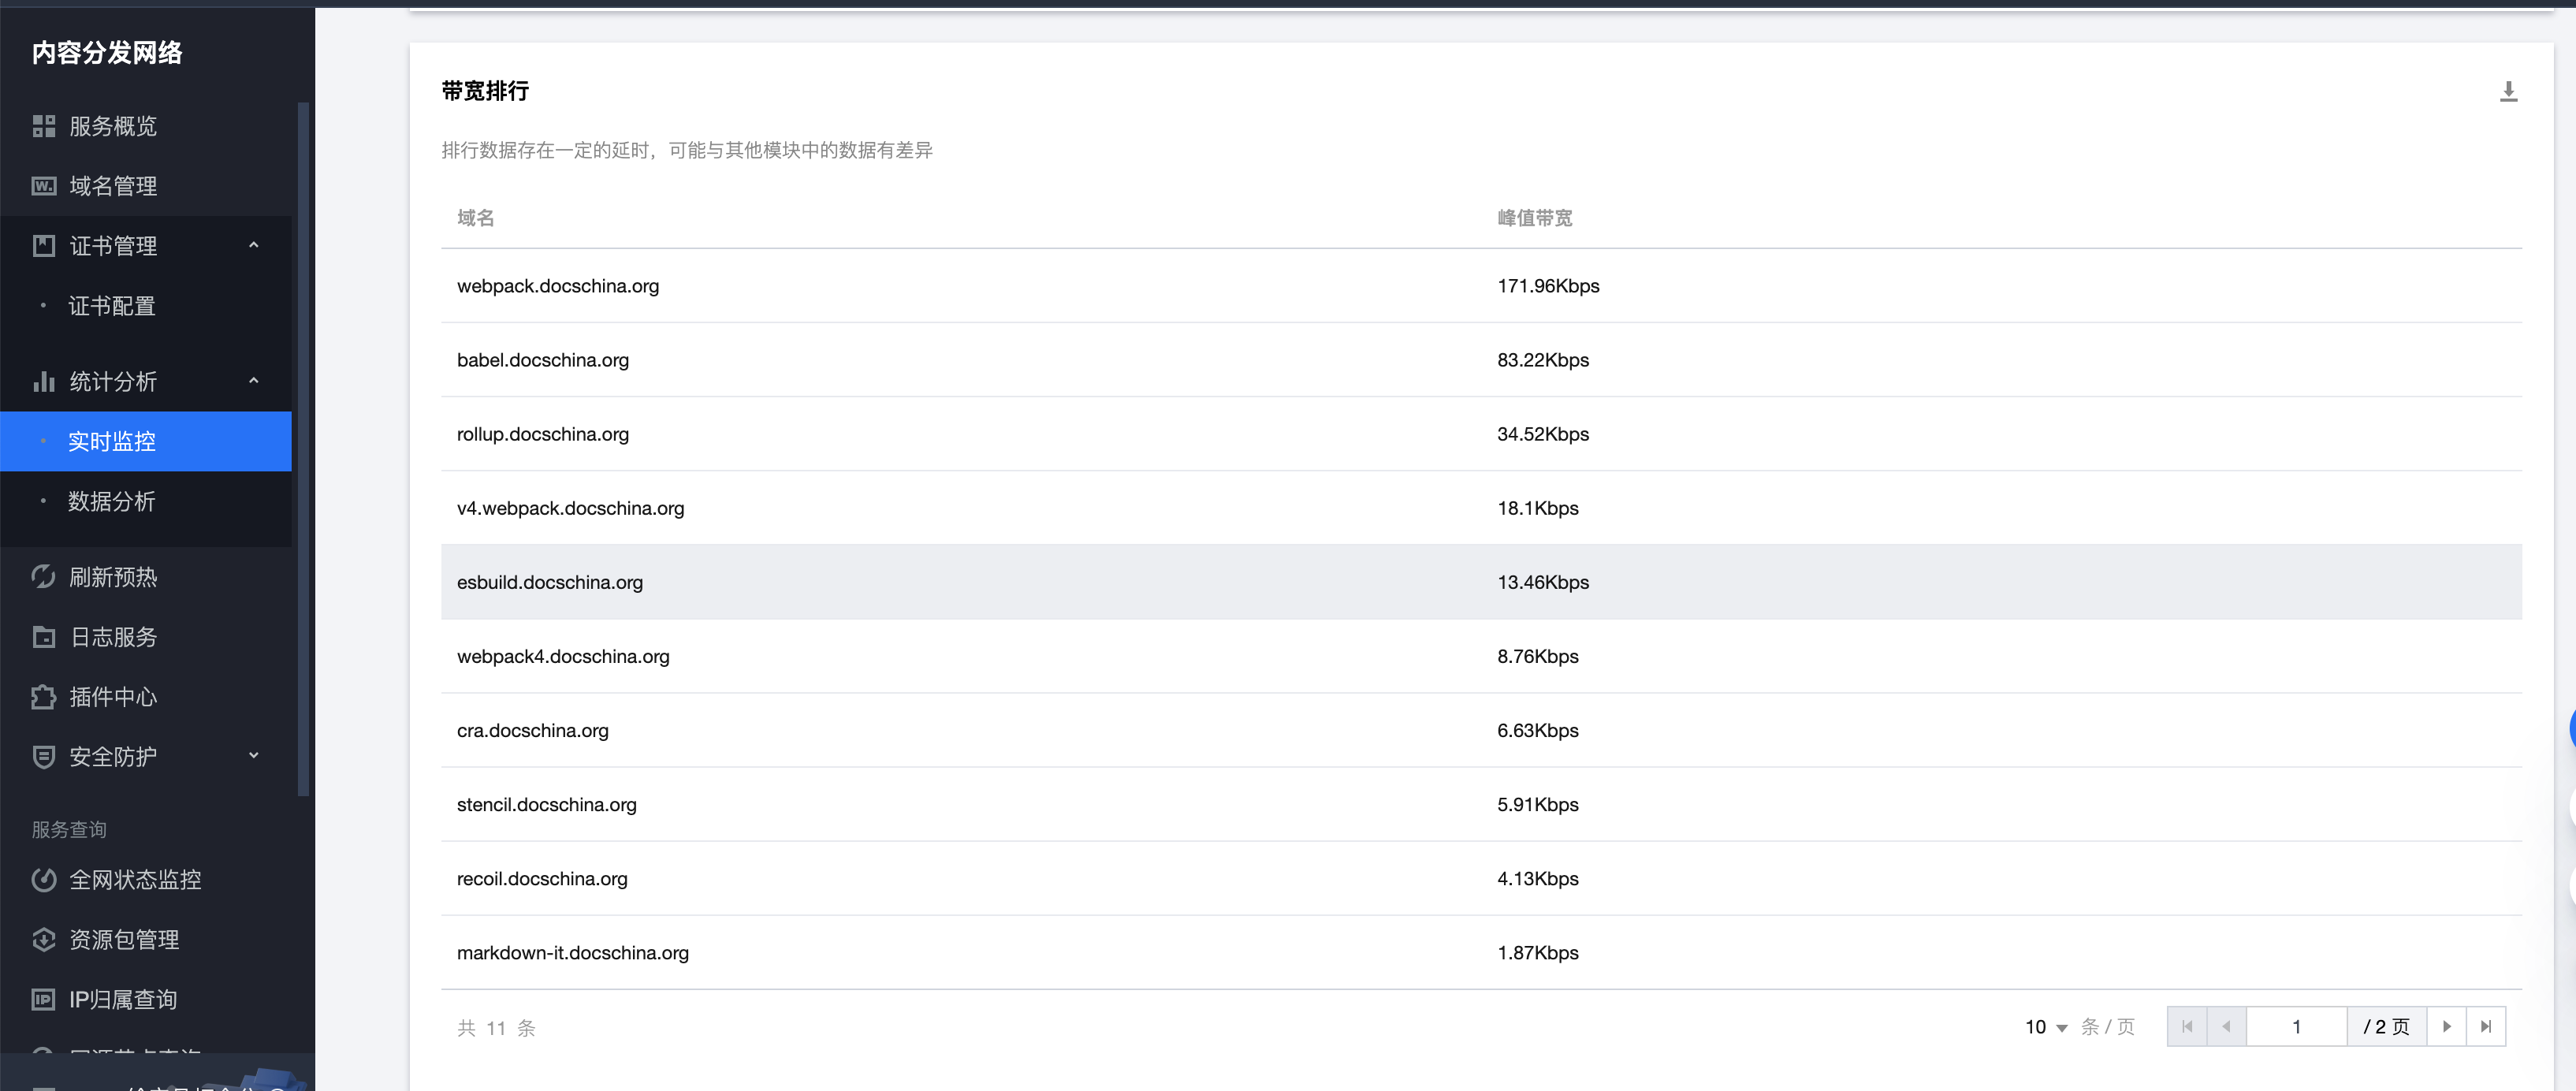 内容分发网络
服务概览
域名管理
证书管理
证书配置
统计分析
实时监控
数据分析
刷新预热
日志服务
插件中心
安全防护
服务查询
全网状态监控
资源包管理
IP归属查询
带宽排行
排行数据存在一定的延时，可能与其他模块中的数据有差异
域名 峰值带宽
webpack.docschina.org 171.96Kbps
babel.docschina.org 83.22Kbps
rollup.docschina.org 34.52Kbps
v4.webpack.docschina.org 18.1Kbps
esbuild.docschina.org 13.46Kbps
webpack4.docschina.org 8.76Kbps
cra.docschina.org 6.63Kbps
stencil.docschina.org 5.91Kbps
recoil.docschina.org 4.13Kbps
markdown-it.docschina.org 1.87Kbps
共 11 条 10 条 / 页 1 / 2 页